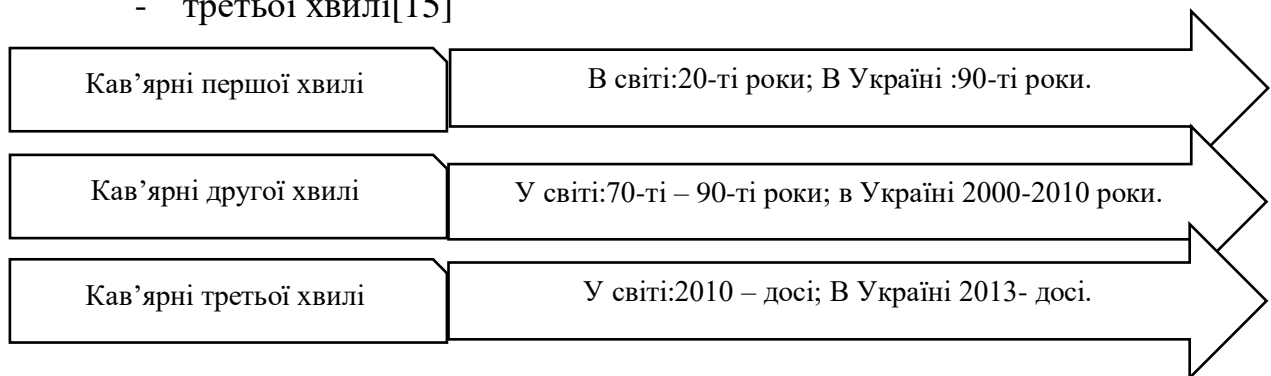 - третьої хвилі[15]
Кав’ярні першої хвилі
В світі:20-ті роки; В Україні :90-ті роки.
Кав’ярні другої хвилі
У світі:70-ті – 90-ті роки; в Україні 2000-2010 роки.
Кав’ярні третьої хвилі
У світі:2010 – досі; В Україні 2013- досі.